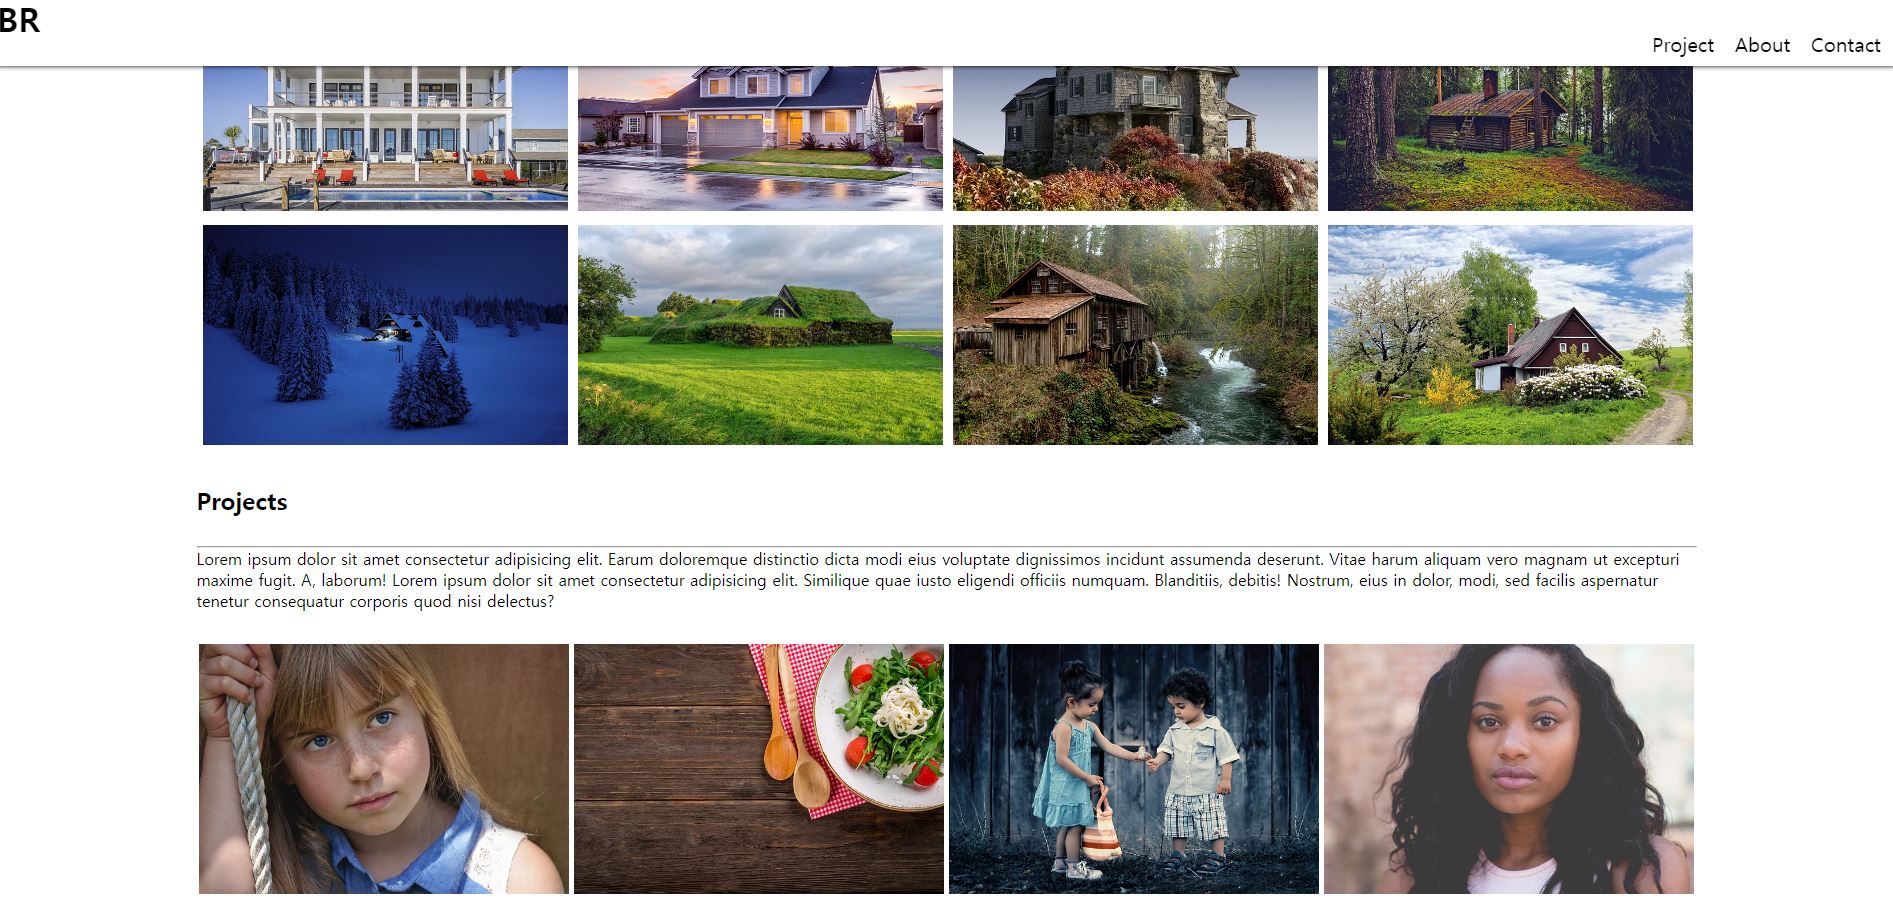 BR
Project About Contact
Projects
Lorem ipsum dolor sit amet consectetur adipisicing elit. Earum doloremque distinctio dicta modi eius voluptate dignissimos incidunt assumenda deserunt. Vitae harum aliquam vero magnam ut excepturi
maxime fugit. A, laborum! Lorem ipsum dolor sit amet consectetur adipisicing elit. Similique quae iusto eligendi officiis numquam. Blanditiis, debitis! Nostrum, eius in dolor, modi, sed facilis aspernatur
tenetur consequatur corporis quod nisi delectus?